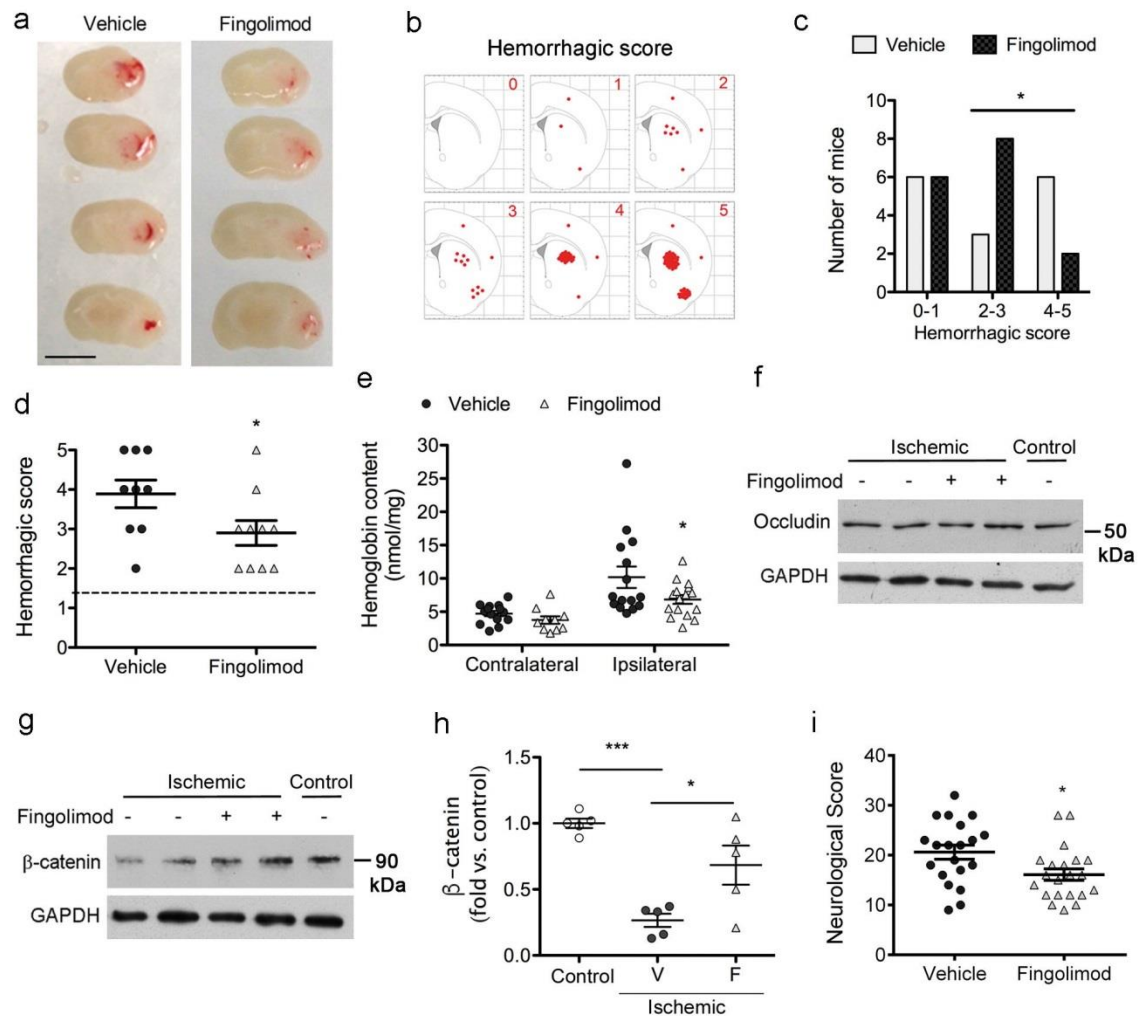 a
Vehicle Fingolimod
b
Hemorrhagic score
0 1 2
3 4 5
c
Vehicle Fingolimod
*
Number of mice
10
8
6
4
2
0
0-1 2-3 4-5
Hemorrhagic score
d
*
Hemorrhagic score
5
4
3
2
1
0
Vehicle Fingolimod
e
Vehicle Fingolimod
Hemoglobin content
(nmol/mg)
30
25
20
15
10
5
0
*
Contralateral Ipsilateral
f
Ischemic Control
Fingolimod - - + + -
Occludin
50
kDa
GAPDH
g
Ischemic Control
Fingolimod - - + + -
β-catenin
90
kDa
GAPDH
h
β-catenin
(fold vs. control)
1.5
1.0
0.5
0.0
***
*
Control V F
Ischemic
i
Neurological Score
40
30
20
10
0
*
Vehicle Fingolimod